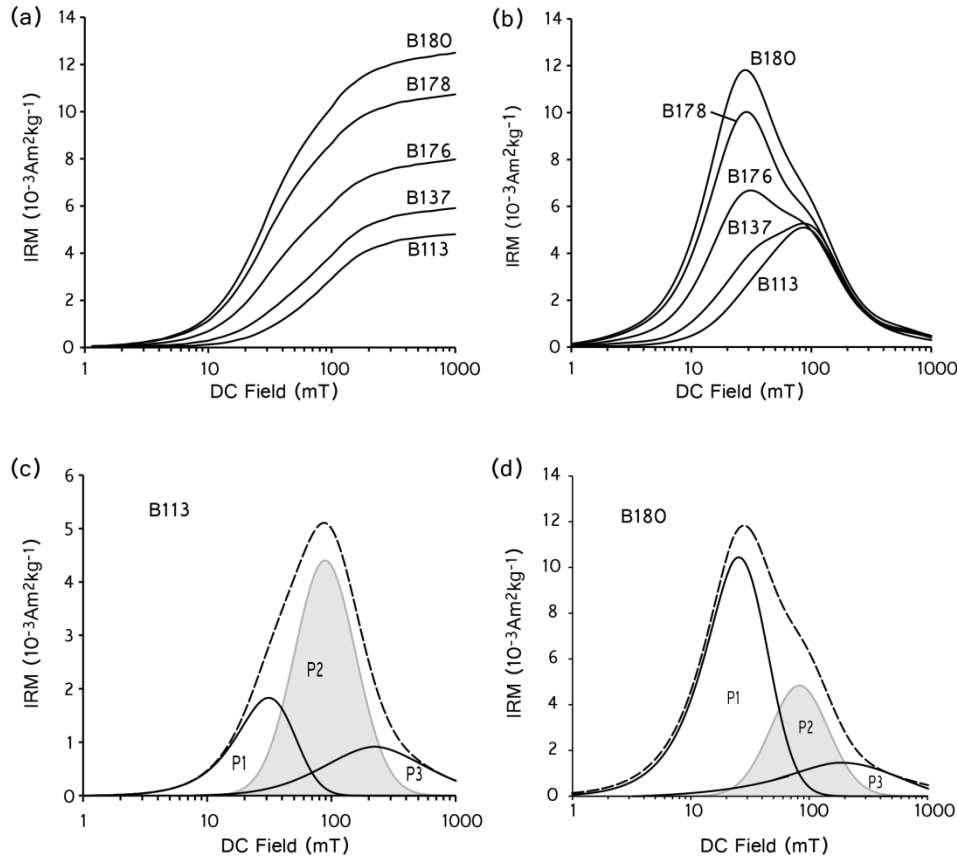 (a)
14
12
10
8
6
4
2
0
IRM (10-3Am2kg-1)
B180
B178
B176
B137
B113
1 10 100 1000
DC Field (mT)
(b)
14
12
10
8
6
4
2
0
IRM (10-3Am2kg-1)
B180
B178
B176
B137
B113
1 10 100 1000
DC Field (mT)
(c)
6
5
4
3
2
1
0
IRM (10-3Am2kg-1)
B113
P2
P1
P3
1 10 100 1000
DC Field (mT)
(d)
14
12
10
8
6
4
2
0
IRM (10-3Am2kg-1)
B180
P1
P2
P3
1 10 100 1000
DC Field (mT)